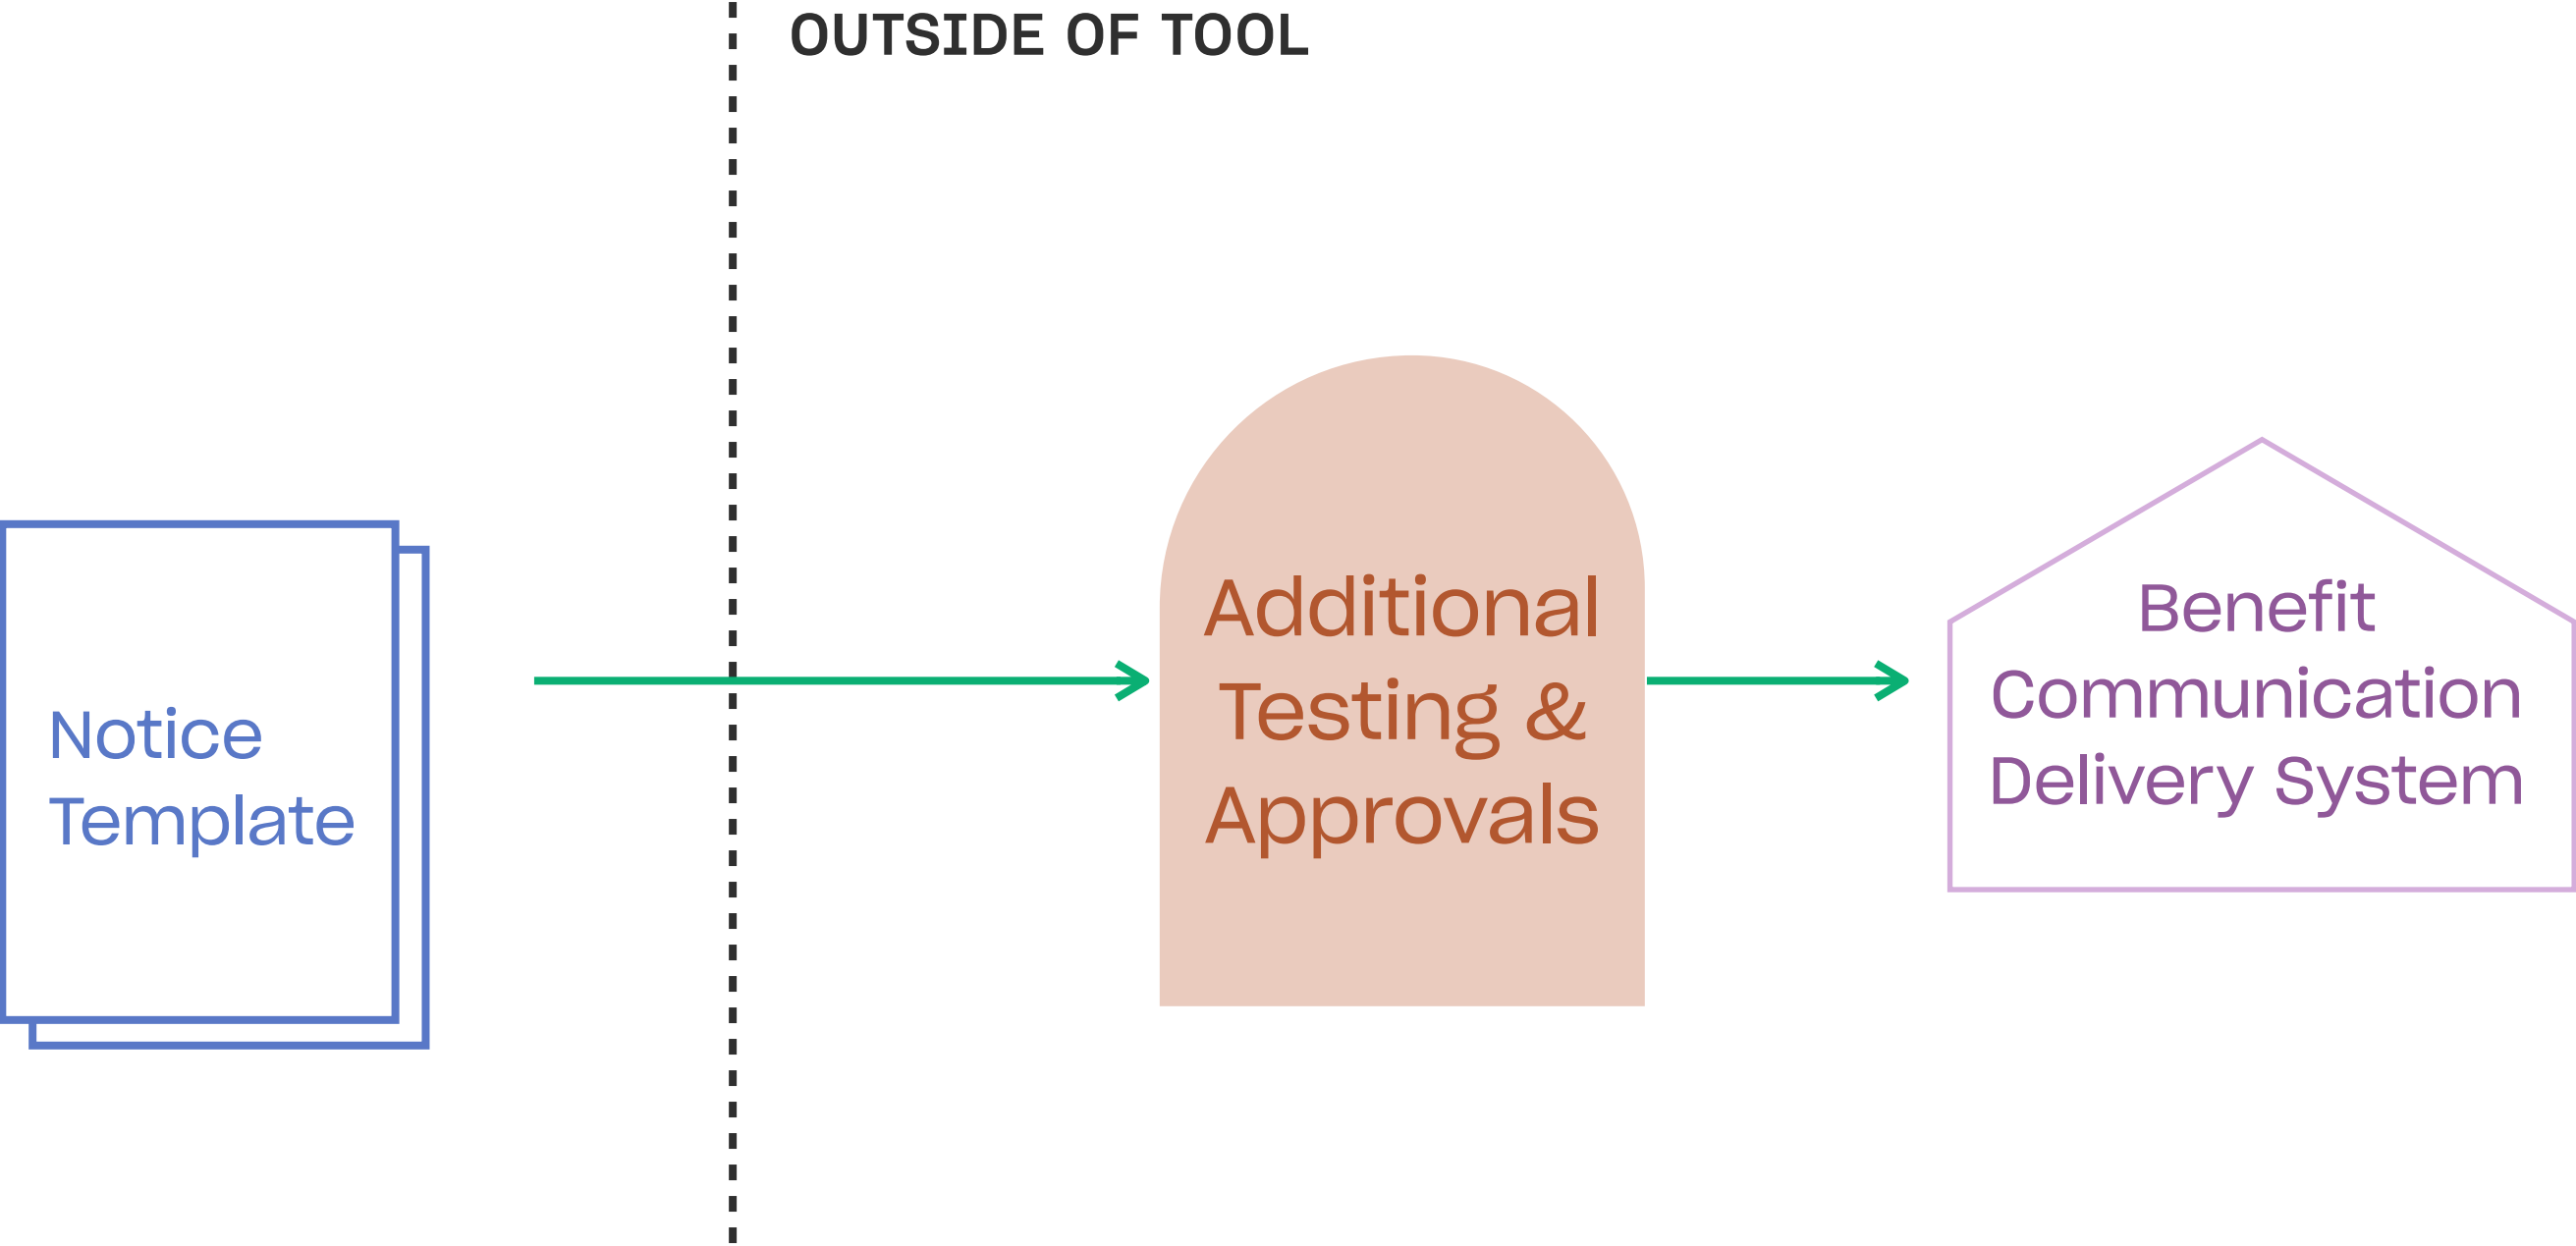 OUTSIDE OF TOOL
Notice
Template
Additional
Testing &
Approvals
Benefit
Communication
Delivery System